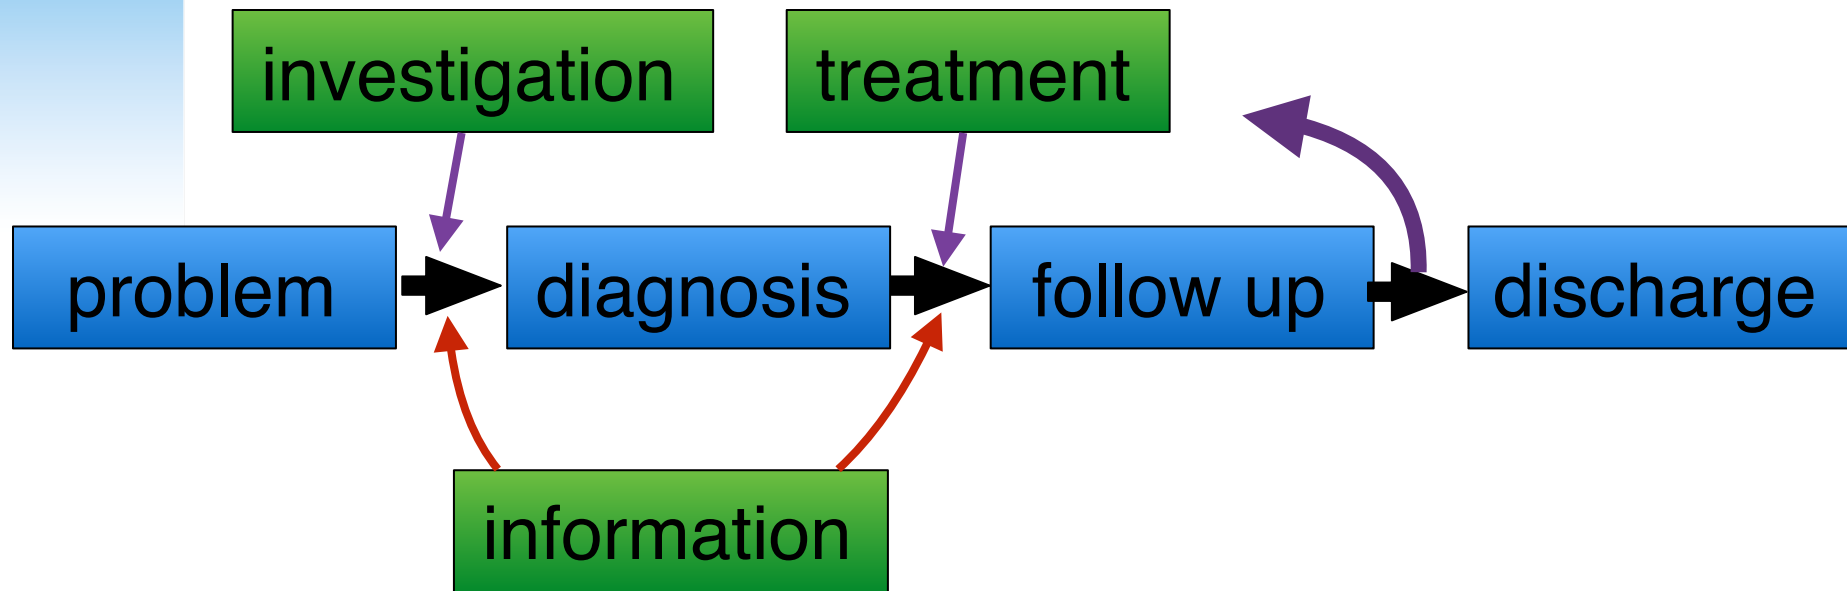 investigation
treatment
problem
diagnosis
follow up
discharge
information